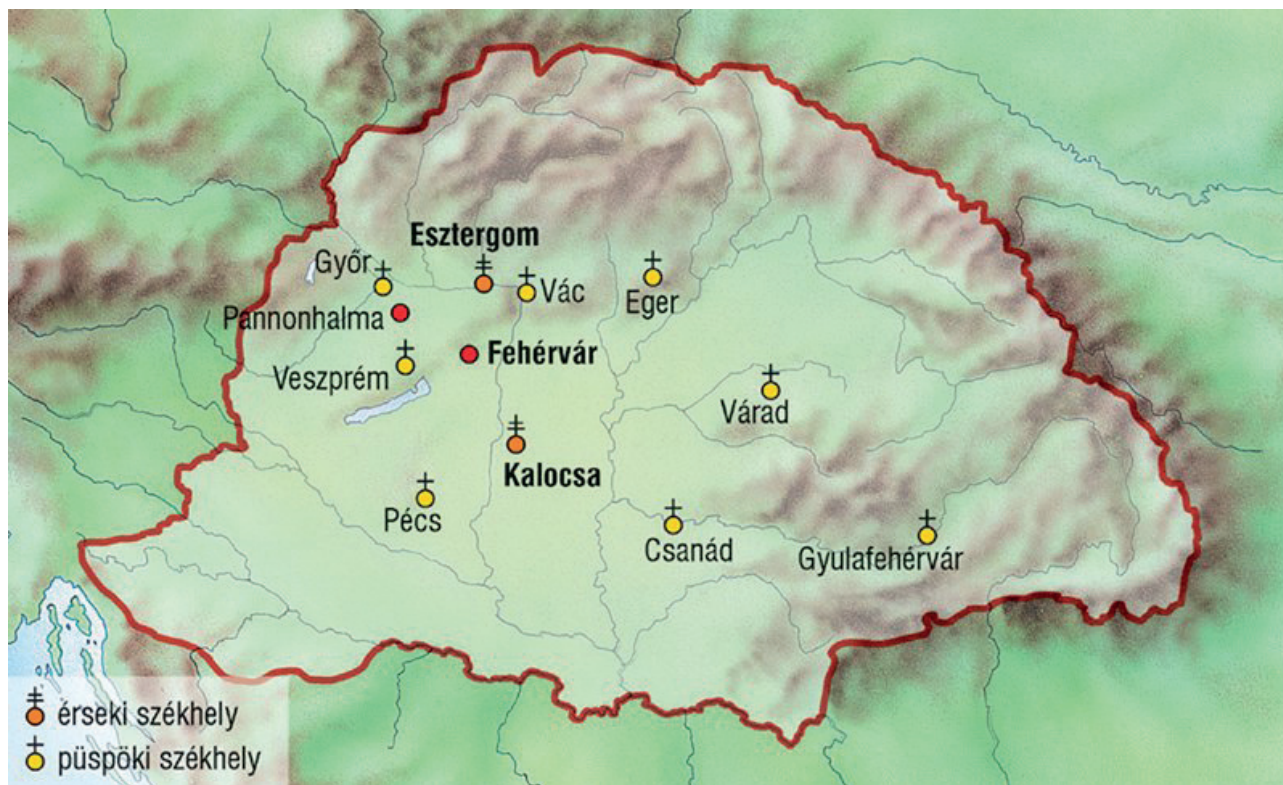 Esztergom
Győr
Vác
Eger
Pannonhalma
Fehérvár
Veszprém
Várad
Kalocsa
Pécs
Csanád
Gyulafehérvár
érseki székhely
püspöki székhely